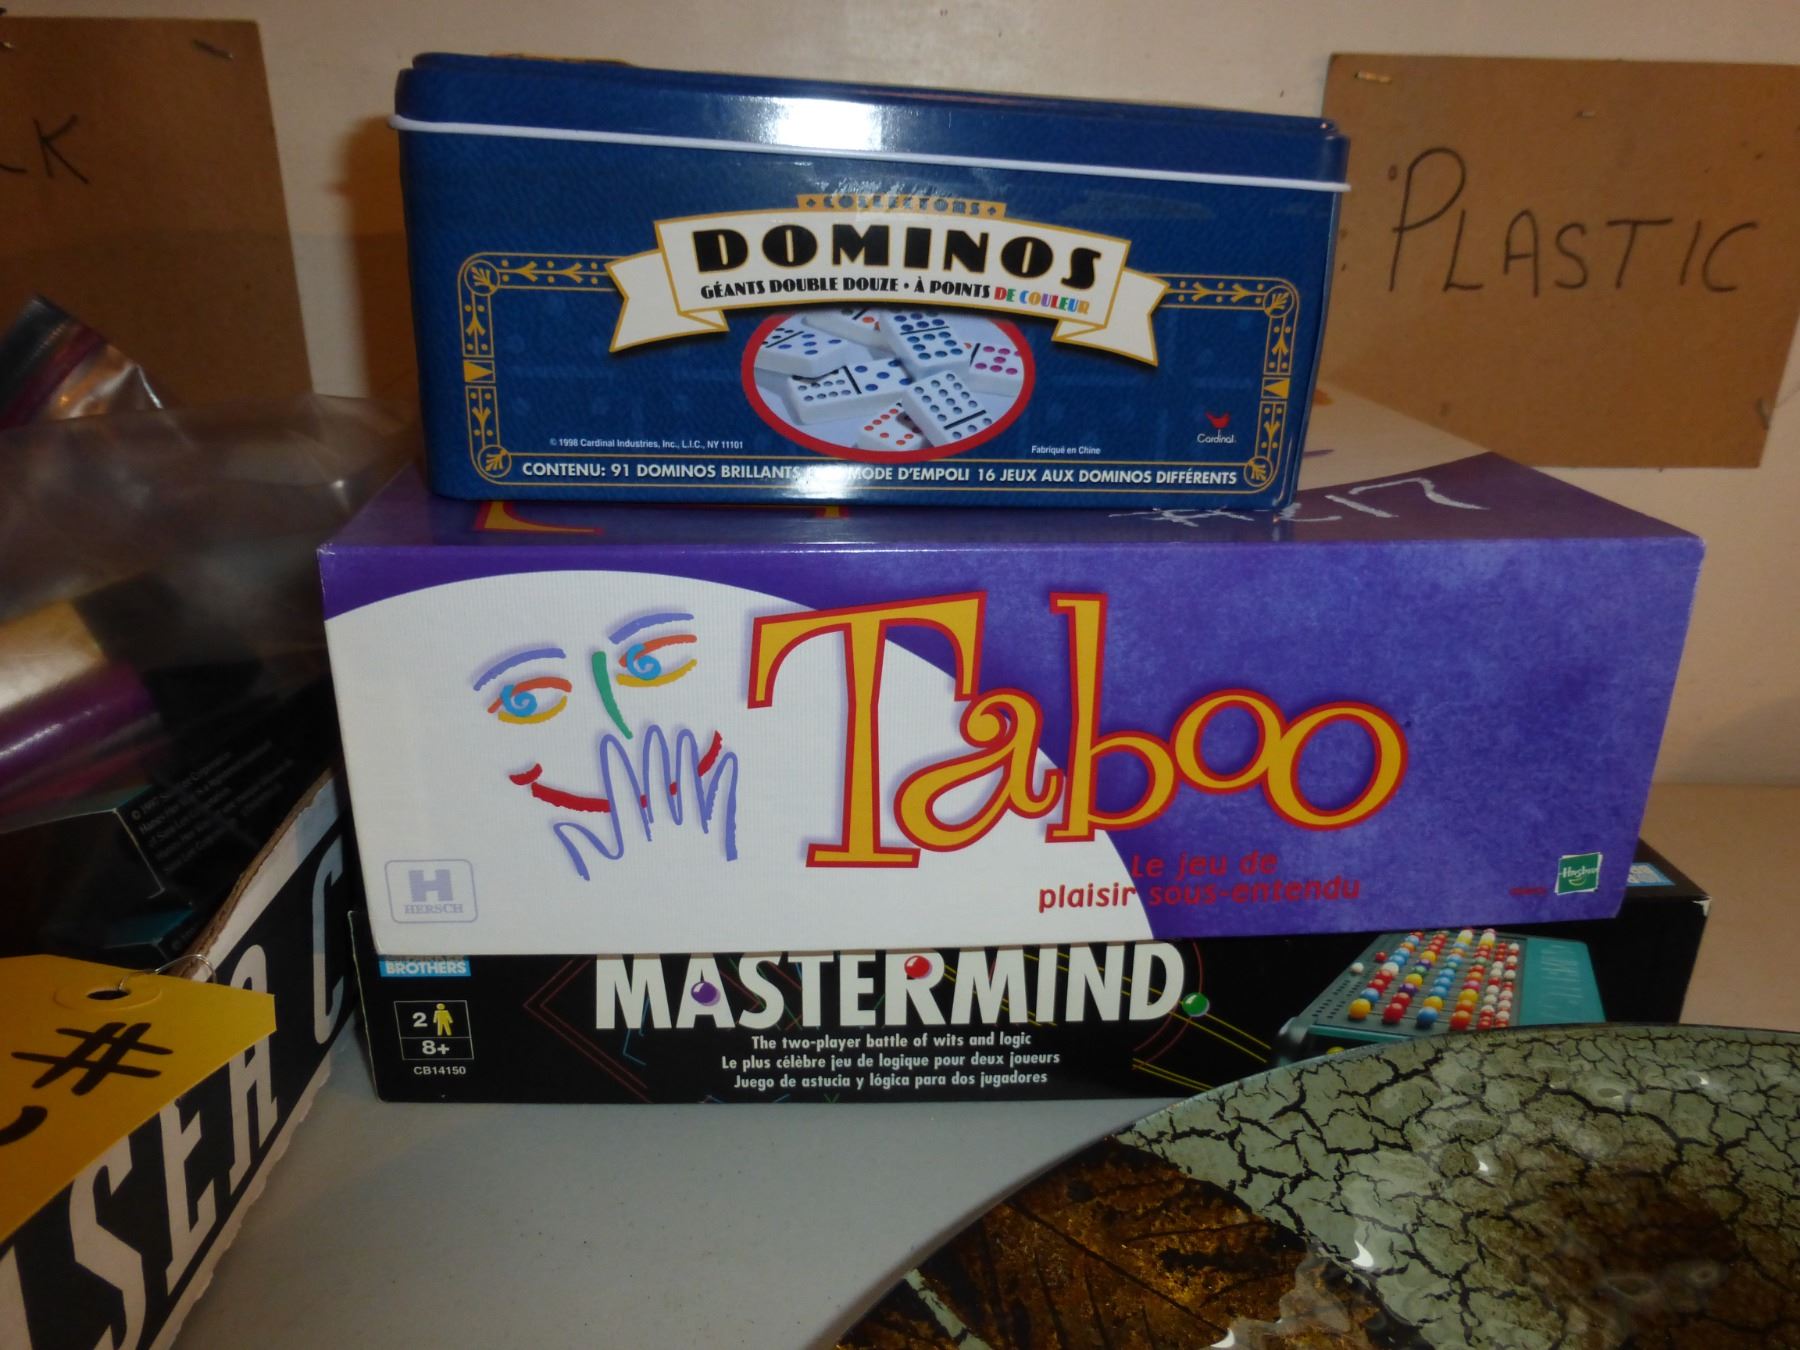 LK
PLASTIC
COLLECTORS
DOMINOS
GÉANTS DOUBLE DOUZE • À POINTS DE COULEUR
© 1998 Cardinal Industries, Inc., L.I.C., NY 11101
Fabriqué en Chine
Cardinal
CONTENU: 91 DOMINOS BRILLANTS MODE D'EMPOLI 16 JEUX AUX DOMINOS DIFFÉRENTS
Taboo
Le jeu de
plaisir sous-entendu
H
HERSCH
Hasbro
BROTHERS
MASTERMIND
The two-player battle of wits and logic
Le plus célèbre jeu de logique pour deux joueurs
Juego de astucia y lógica para dos jugadores
2
8+
CB14150
#
SEA